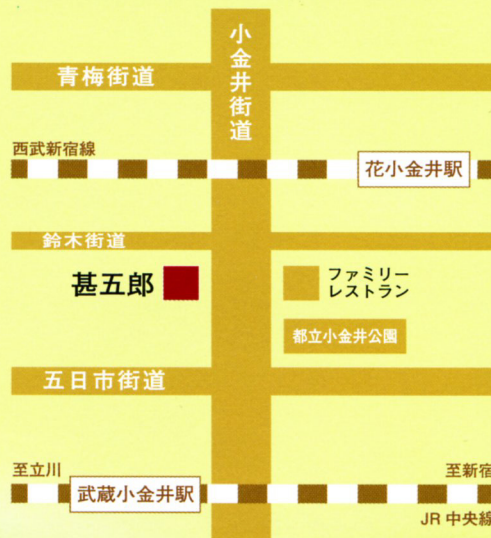 小金井街道
青梅街道
西武新宿線
花小金井駅
鈴木街道
甚五郎
ファミリー
レストラン
都立小金井公園
五日市街道
至立川
至新宿
武蔵小金井駅
JR 中央線